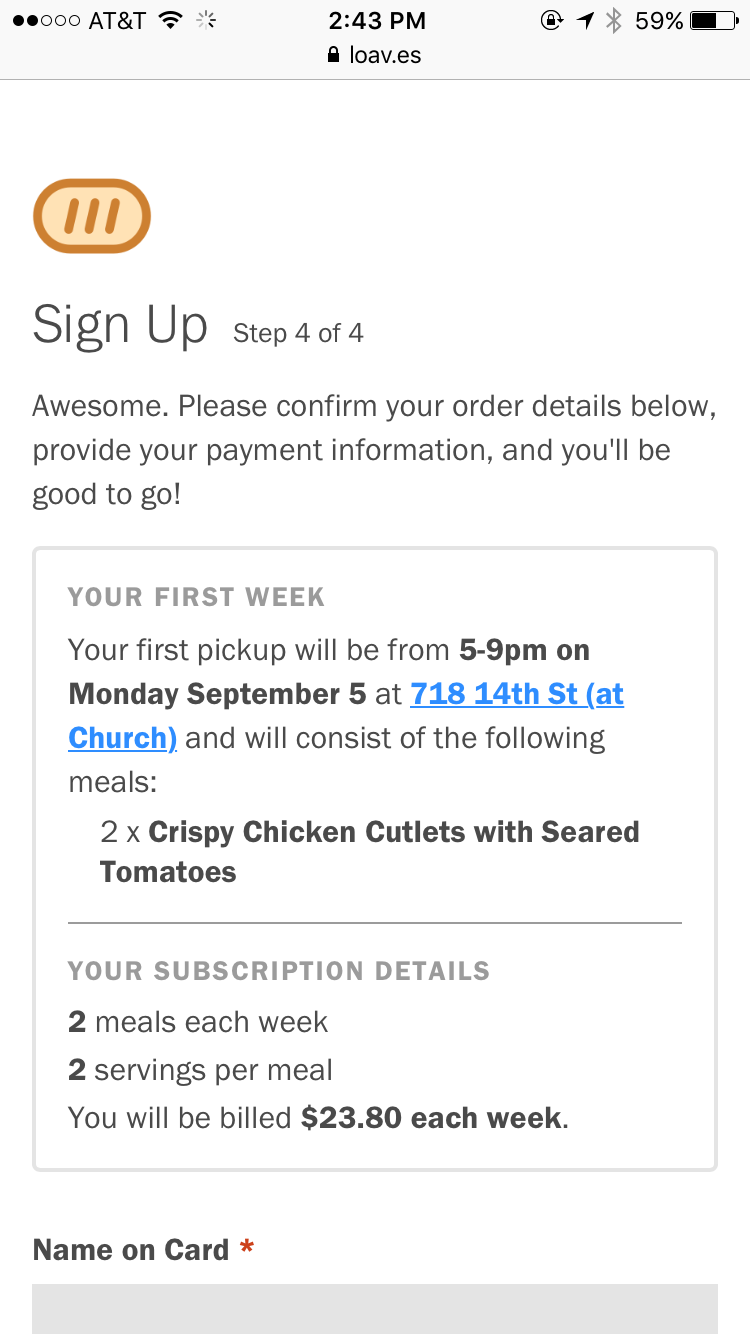 AT&T 2:43 PM 59%
loav.es
Sign Up Step 4 of 4
Awesome. Please confirm your order details below,
provide your payment information, and you'll be
good to go!
YOUR FIRST WEEK
Your first pickup will be from 5-9pm on
Monday September 5 at 718 14th St (at
Church) and will consist of the following
meals:
2 x Crispy Chicken Cutlets with Seared
Tomatoes
YOUR SUBSCRIPTION DETAILS
2 meals each week
2 servings per meal
You will be billed $23.80 each week.
Name on Card *